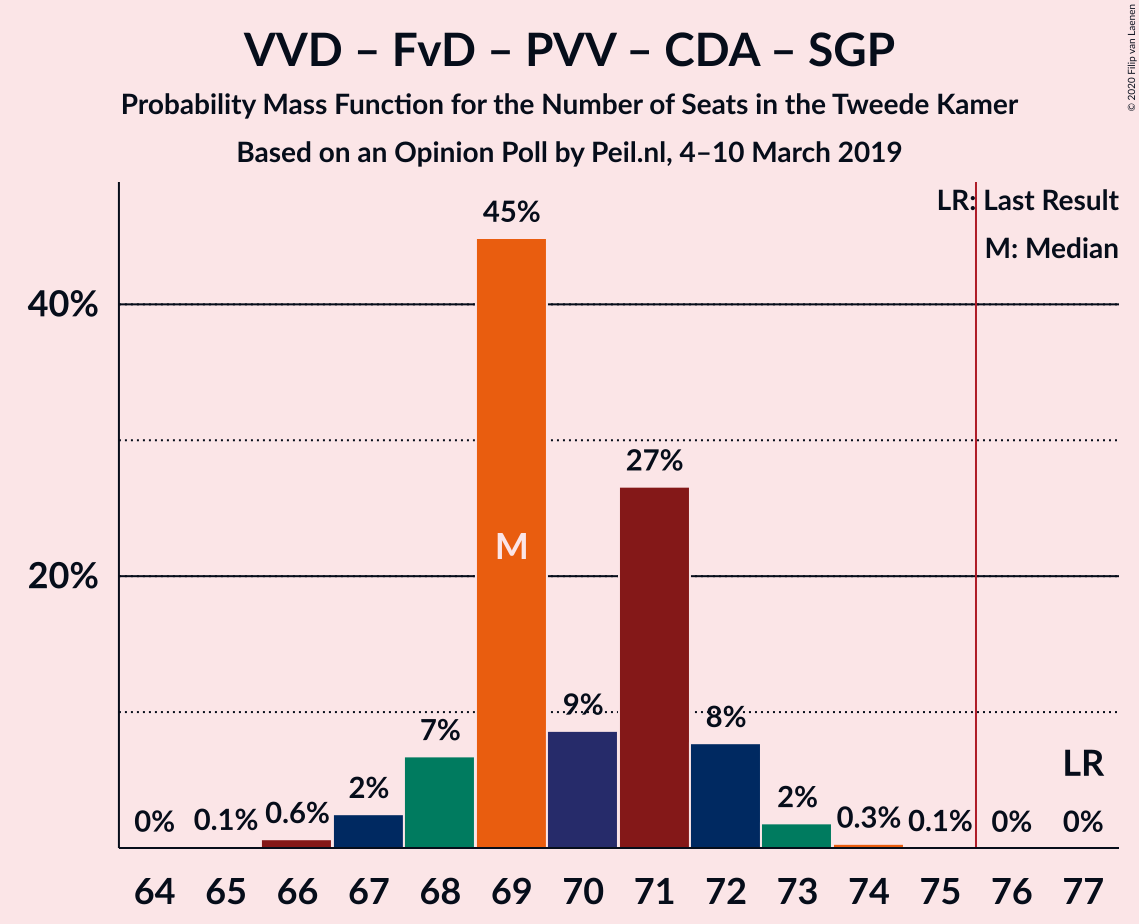 VVD – FvD – PVV – CDA – SGP
Probability Mass Function for the Number of Seats in the Tweede Kamer
Based on an Opinion Poll by Peil.nl, 4–10 March 2019
© 2020 Filip van Laenen
LR: Last Result
M: Median
45%
40%
27%
M
20%
9%
8%
7%
LR
2%
2%
0%
0.1%
0.6%
0.3%
0.1%
0%
0%
64 65 66 67 68 69 70 71 72 73 74 75 76 77